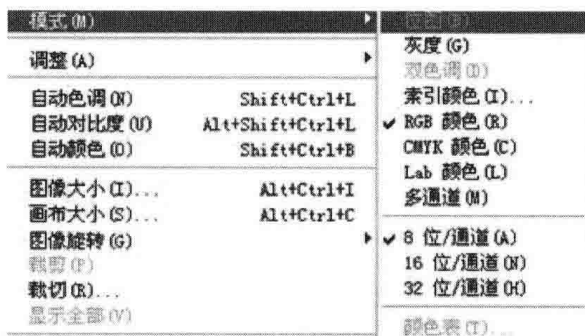 模式(M)
调整(A)
自动色调(N) Shift+Ctrl+L
自动对比度(U) Alt+Shift+Ctrl+L
自动颜色(O) Shift+Ctrl+B
图像大小(I)... Alt+Ctrl+I
画布大小(S)... Alt+Ctrl+C
图像旋转(G)
裁剪(P)
裁切(R)...
显示全部(V)
位图(B)
灰度(G)
双色调(D)
索引颜色(I)...
RGB 颜色(R)
CMYK 颜色(C)
Lab 颜色(L)
多通道(M)
8 位/通道(A)
16 位/通道(N)
32 位/通道(H)
颜色表(T)...